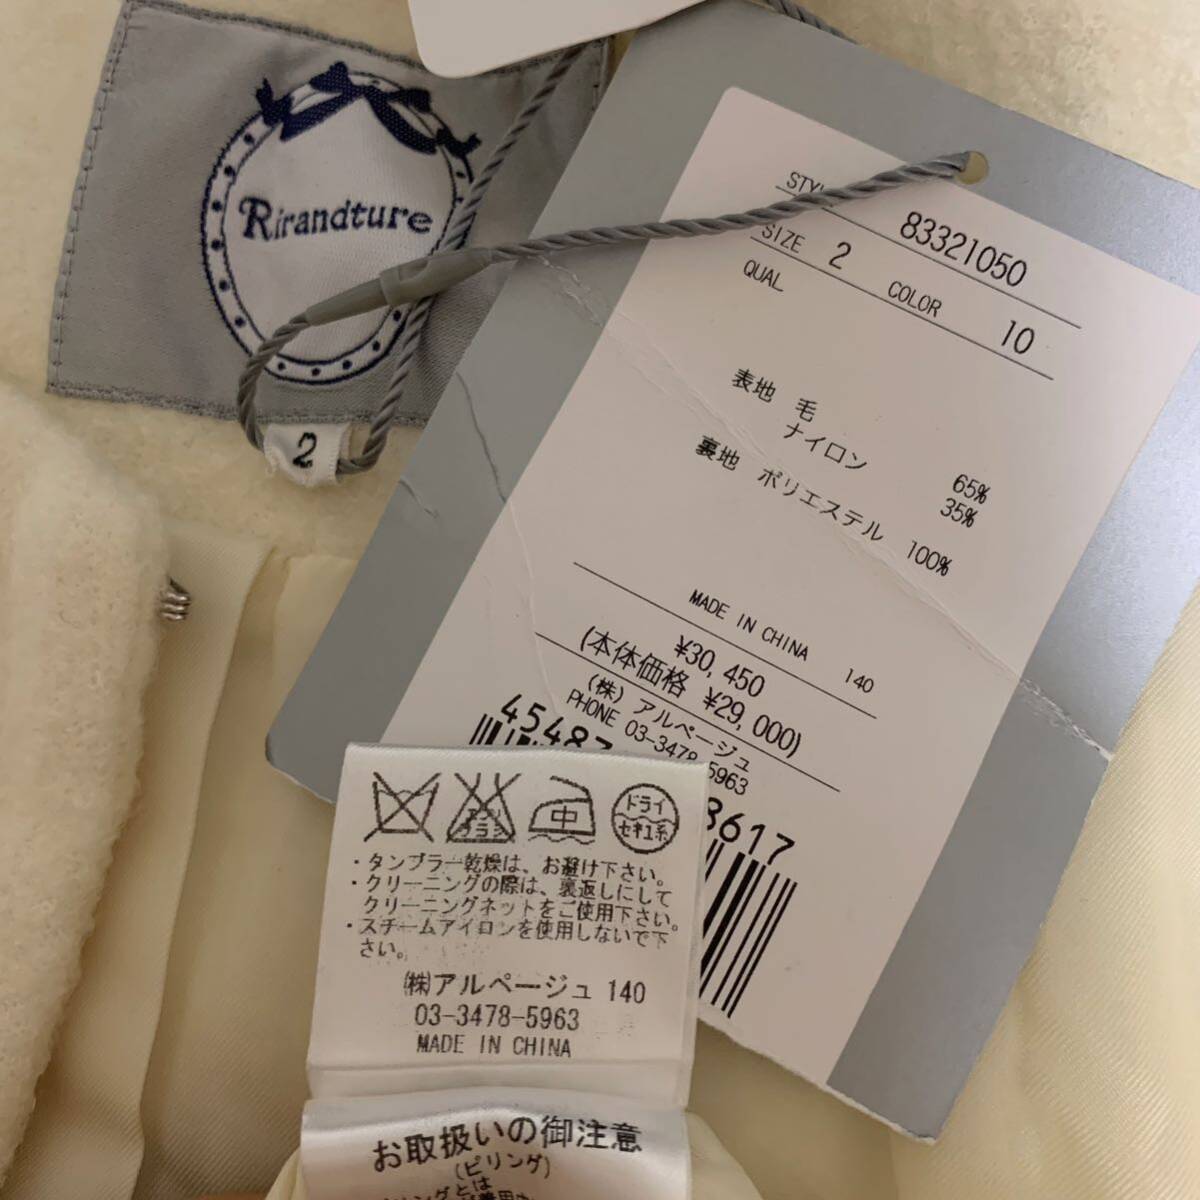 Rirandture
2
83321050
SIZE 2 COLOR 10
QUAL
表地 毛 65%
ナイロン 35%
裏地 ポリエステル 100%
MADE IN CHINA 140
¥30,450
(本体価格 ¥29,000)
(株) アルページュ
PHONE 03-3478-5963
3617
中
ドライ
セキユ系
・タンブラー乾燥は、お避け下さい。
・クリーニングの際は、裏返しにして
クリーニングネットをご使用下さい。
・スチームアイロンを使用しないで下
さい。
㈱アルページュ 140
03-3478-5963
MADE IN CHINA
お取扱いの御注意
(ピリング)